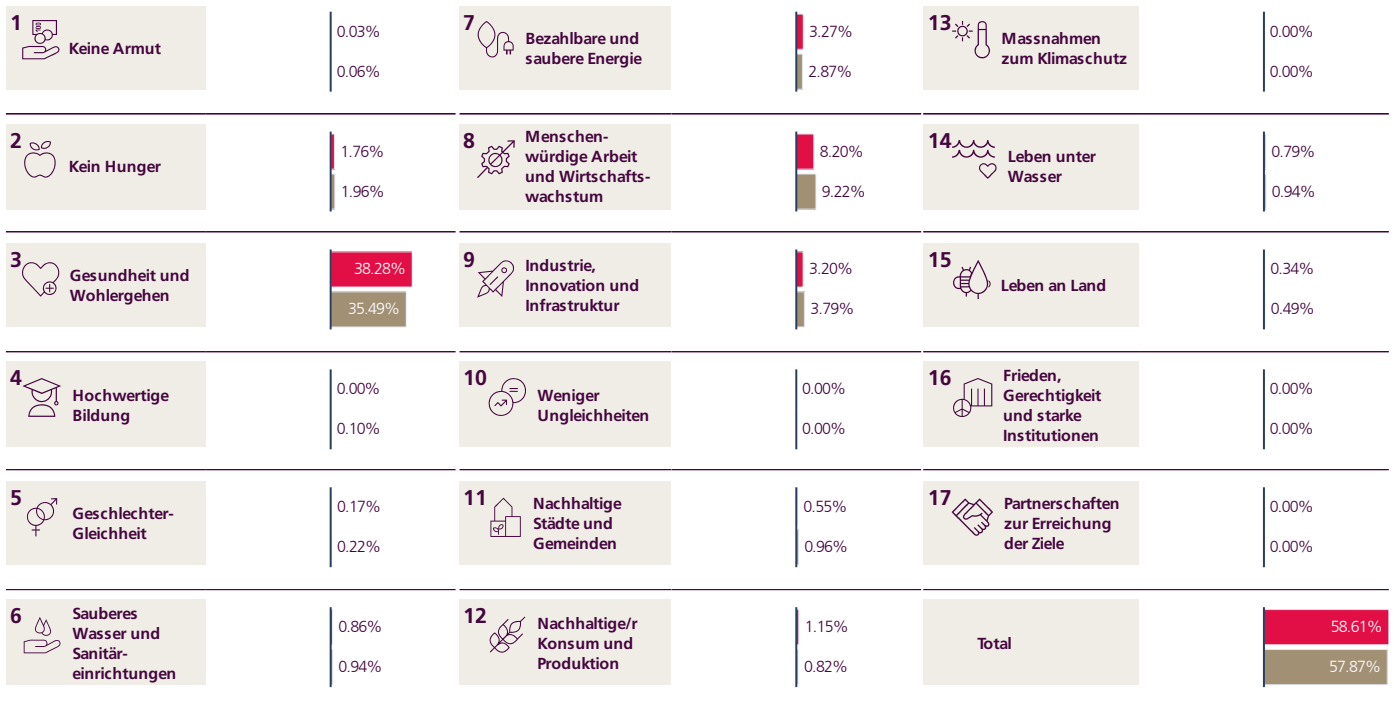 1
Keine Armut
0.03%
0.06%
2
Kein Hunger
1.76%
1.96%
3
Gesundheit und
Wohlergehen
38.28%
35.49%
4
Hochwertige
Bildung
0.00%
0.10%
5
Geschlechter-
Gleichheit
0.17%
0.22%
6
Sauberes
Wasser und
Sanitär-
einrichtungen
0.86%
0.94%
7
Bezahlbare und
saubere Energie
3.27%
2.87%
8
Menschen-
würdige Arbeit
und Wirtschafts-
wachstum
8.20%
9.22%
9
Industrie,
Innovation und
Infrastruktur
3.20%
3.79%
10
Weniger
Ungleichheiten
0.00%
0.00%
11
Nachhaltige
Städte und
Gemeinden
0.55%
0.96%
12
Nachhaltige/r
Konsum und
Produktion
1.15%
0.82%
13
Massnahmen
zum Klimaschutz
0.00%
0.00%
14
Leben unter
Wasser
0.79%
0.94%
15
Leben an Land
0.34%
0.49%
16
Frieden,
Gerechtigkeit
und starke
Institutionen
0.00%
0.00%
17
Partnerschaften
zur Erreichung
der Ziele
0.00%
0.00%
Total
58.61%
57.87%